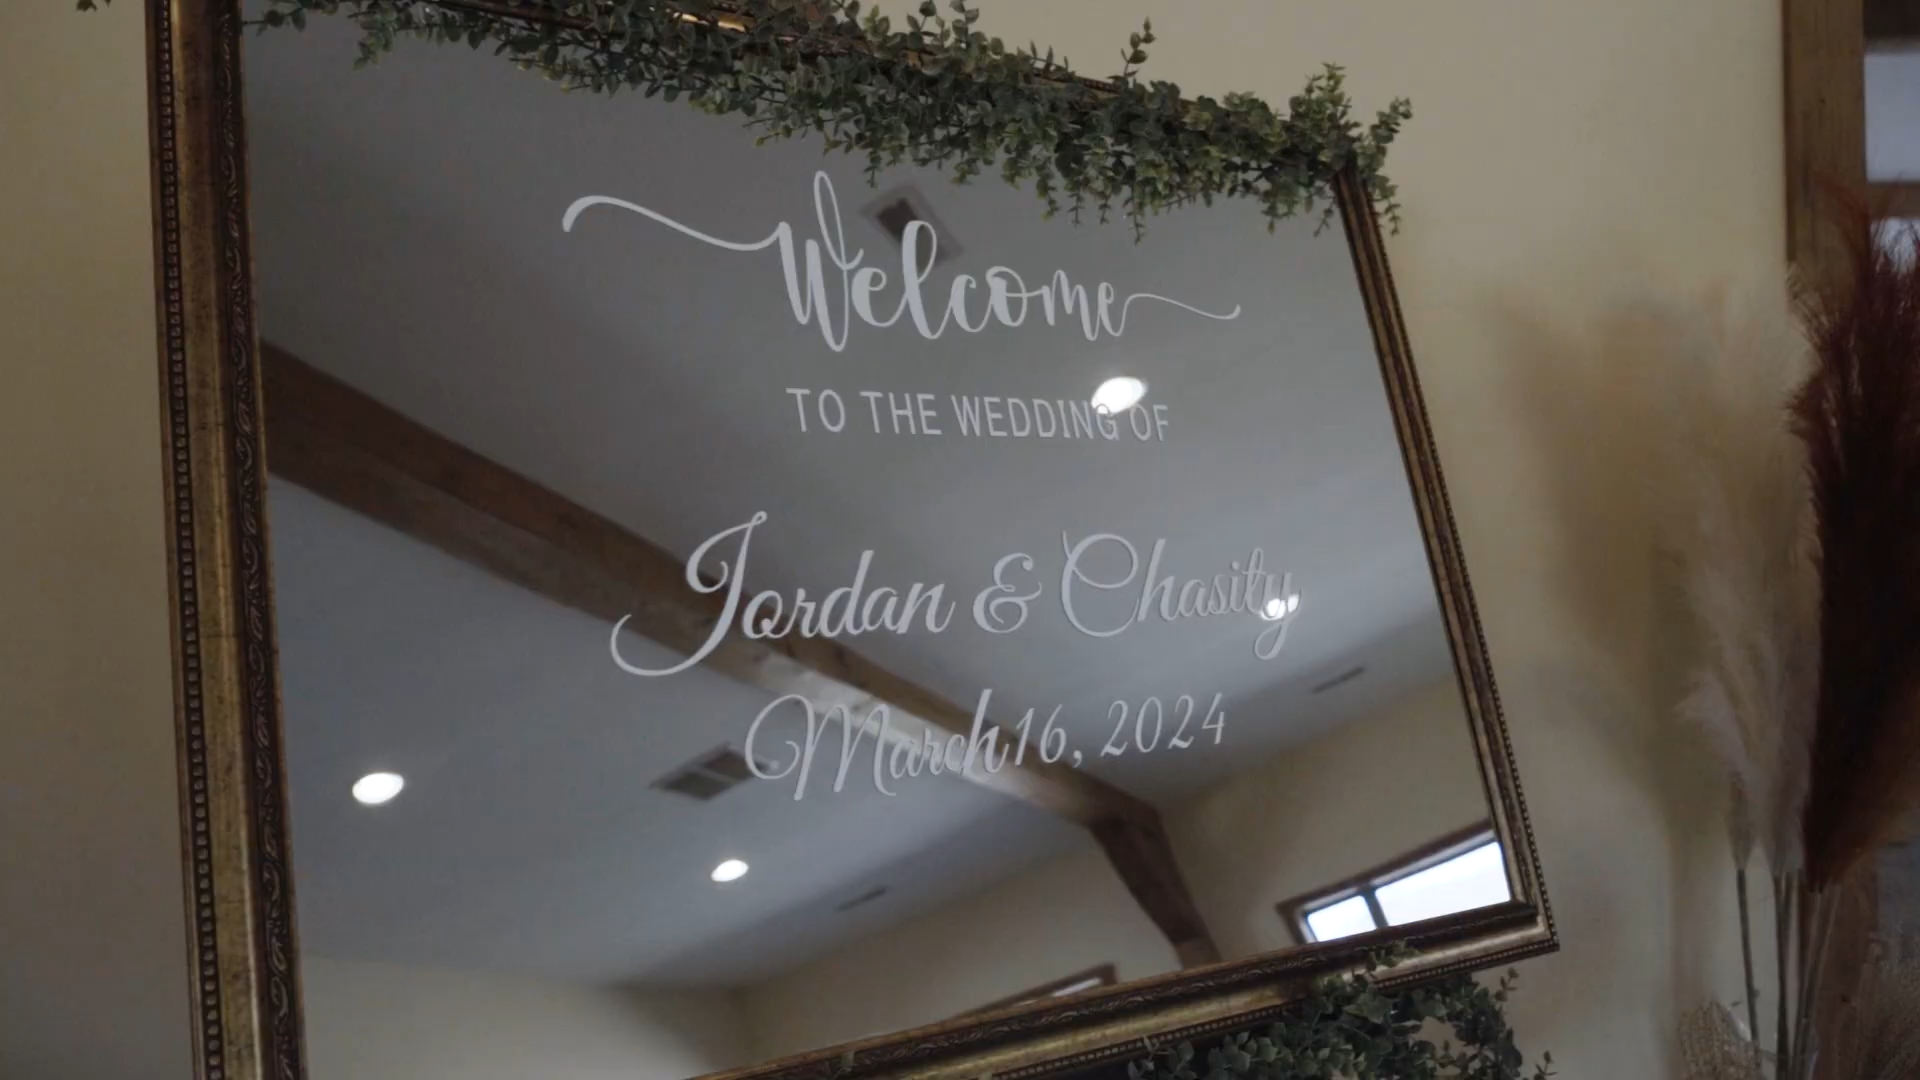 Welcome
TO THE WEDDING OF
Jordan & Chasity
March 16, 2024